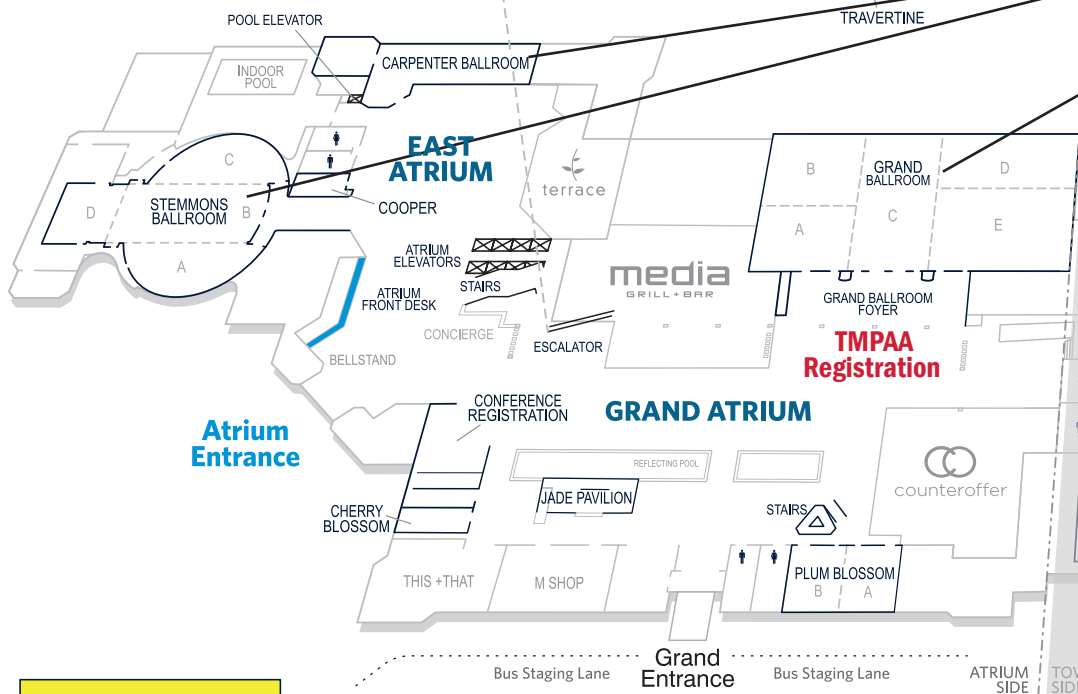 POOL ELEVATOR
TRAVERTINE
CARPENTER BALLROOM
INDOOR
POOL
EAST
ATRIUM
C
B
GRAND
BALLROOM
D
terrace
STEMMONS
BALLROOM
D
B
COOPER
A
C
E
A
ATRIUM
ELEVATORS
media
GRILL + BAR
STAIRS
ATRIUM
FRONT DESK
GRAND BALLROOM
FOYER
CONCIERGE
ESCALATOR
TMPAA
Registration
BELLSTAND
CONFERENCE
REGISTRATION
GRAND ATRIUM
Atrium
Entrance
REFLECTING POOL
counteroffer
JADE PAVILION
CHERRY
BLOSSOM
STAIRS
THIS +THAT
M SHOP
PLUM BLOSSOM
B
A
Grand
Entrance
Bus Staging Lane
Bus Staging Lane
ATRIUM
SIDE